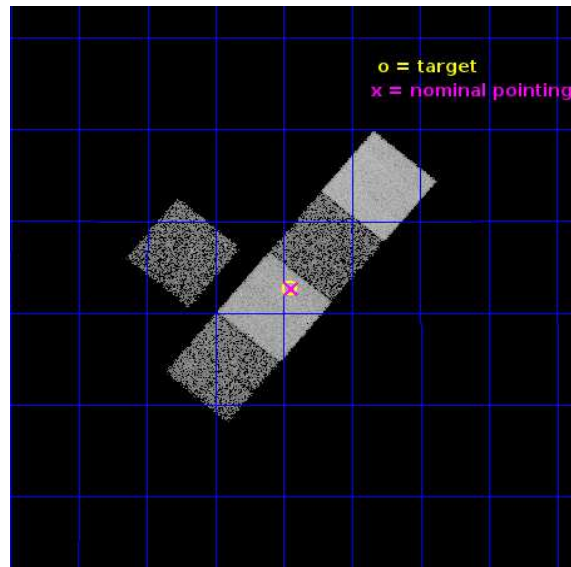 o = target
x = nominal pointing